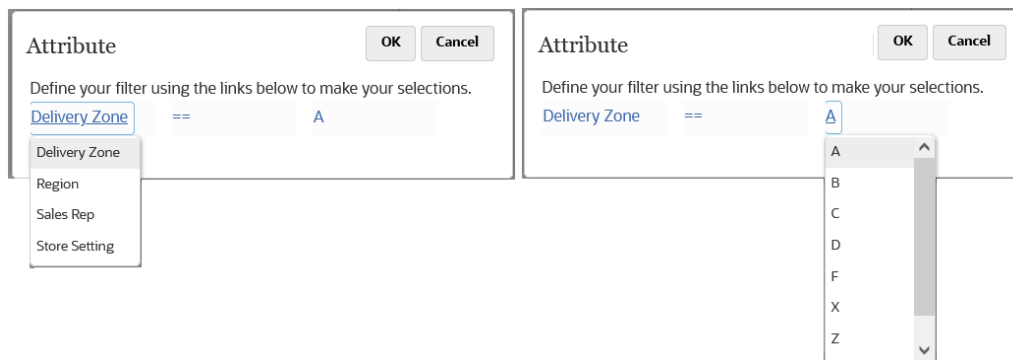 Attribute
OK
Cancel
Define your filter using the links below to make your selections.
Delivery Zone == A
Delivery Zone
Region
Sales Rep
Store Setting
Attribute
OK
Cancel
Define your filter using the links below to make your selections.
Delivery Zone == A
A
B
C
D
F
X
Z